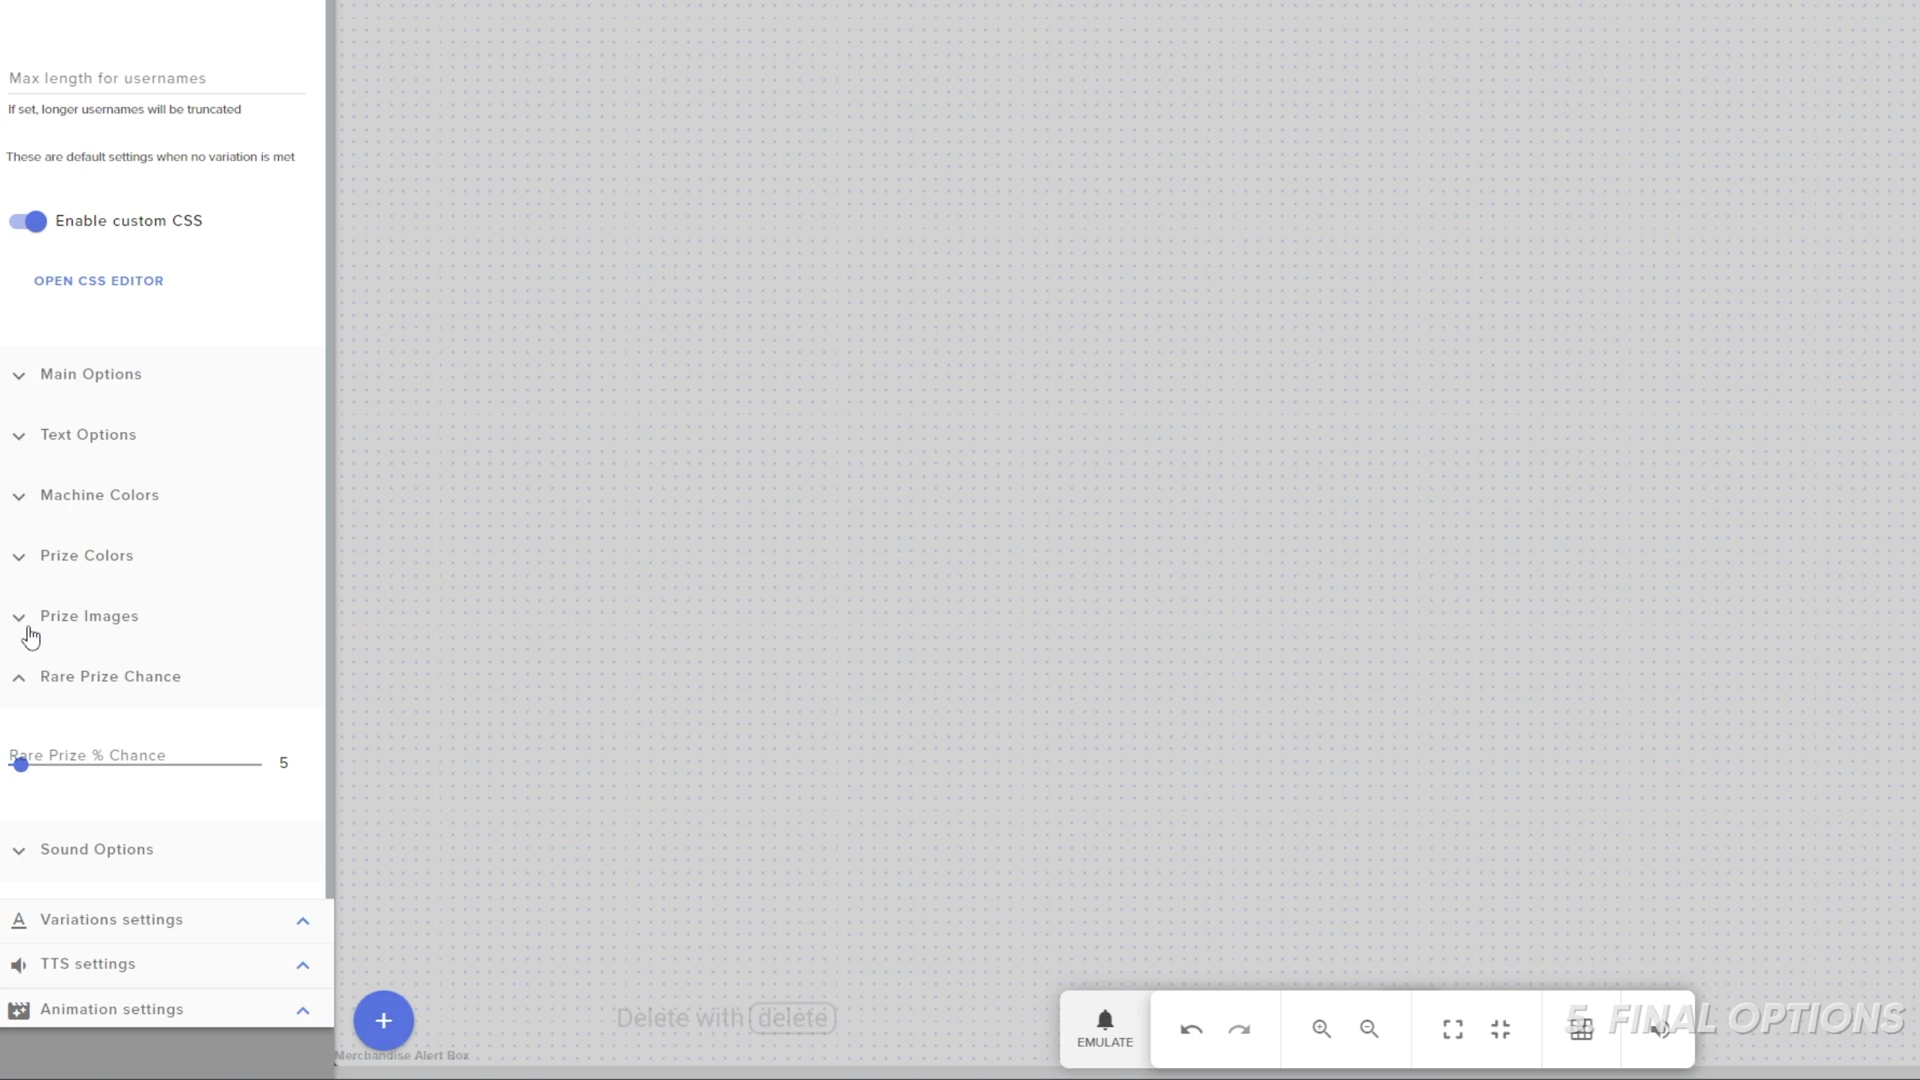 Max length for usernames
If set, longer usernames will be truncated
These are default settings when no variation is met
Enable custom CSS
OPEN CSS EDITOR
Main Options
Text Options
Machine Colors
Prize Colors
Prize Images
Rare Prize Chance
Rare Prize % Chance
5
Sound Options
A Variations settings
TTS settings
Animation settings
+
Delete with delete
Merchandise Alert Box
EMULATE
5. FINAL OPTIONS